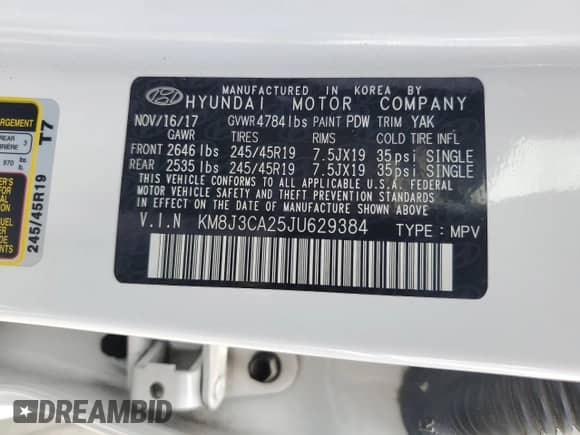 MANUFACTURED IN KOREA BY
HYUNDAI MOTOR COMPANY
NOV/16/17 GVWR 4784 lbs PAINT PDW TRIM YAK
GAWR TIRES RIMS COLD TIRE INFL
FRONT 2646 lbs 245/45R19 7.5JX19 35psi SINGLE
REAR 2535 lbs 245/45R19 7.5JX19 35psi SINGLE
THIS VEHICLE CONFORMS TO ALL APPLICABLE U.S.A. FEDERAL
MOTOR VEHICLE SAFETY AND THEFT PREVENTION STANDARDS IN
EFFECT ON THE DATE OF MANUFACTURE SHOWN ABOVE.
V.I.N KM8J3CA25JU629384 TYPE: MPV
REAR 3
245/45R19 T7
DREAMBID